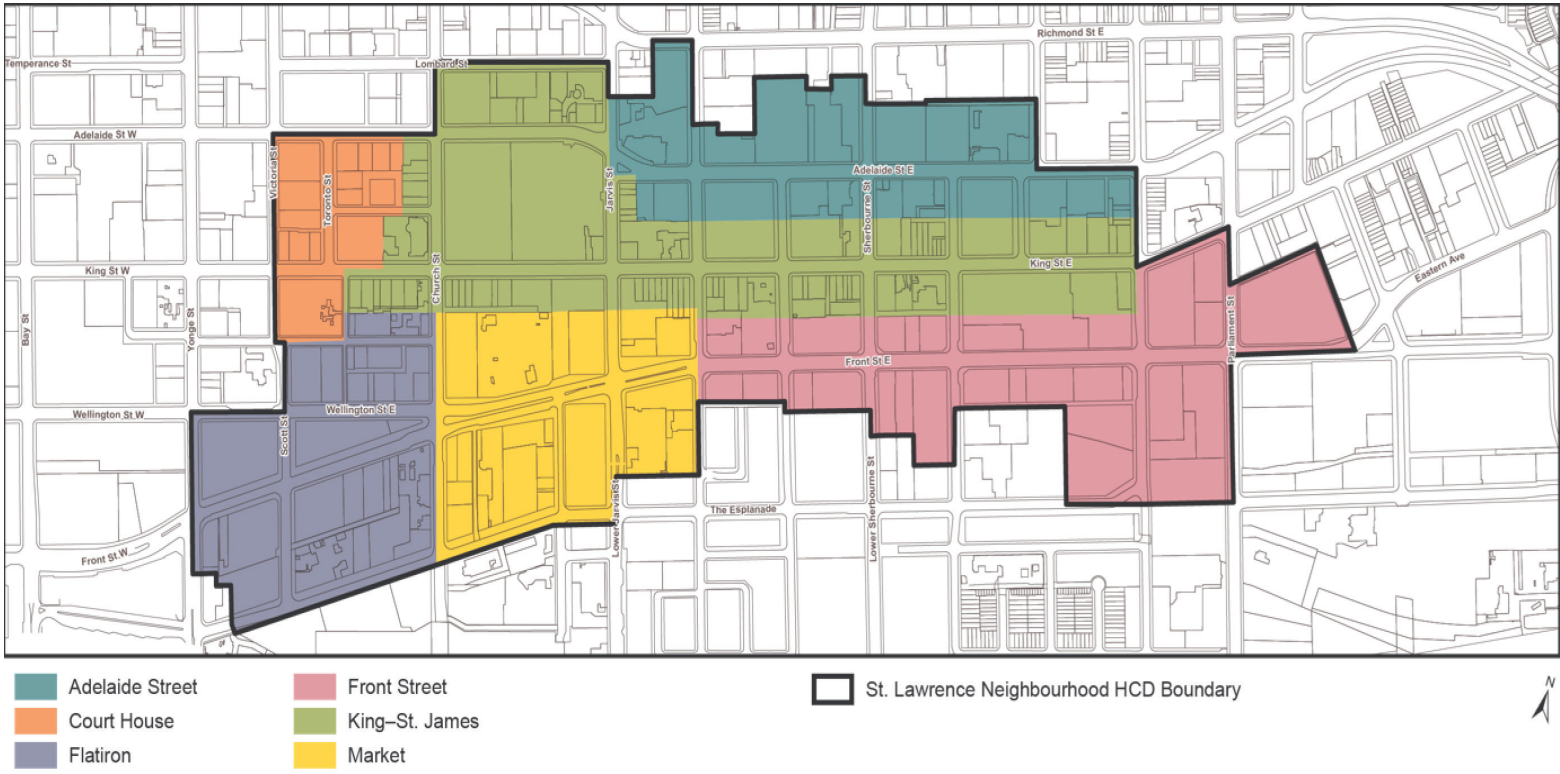 Richmond St E
Temperance St
Lombard St
Adelaide St W
Victoria St
Toronto St
Jarvis St
Adelaide St E
Sherbourne St
King St W
Church St
King St E
Eastern Ave
Bay St
Yonge St
Parliament St
Front St E
Wellington St W
Scott St
Wellington St E
The Esplanade
Lower Jarvis St
Lower Sherbourne St
Front St W
Adelaide Street
Front Street
St. Lawrence Neighbourhood HCD Boundary
N
Court House
King–St. James
Flatiron
Market